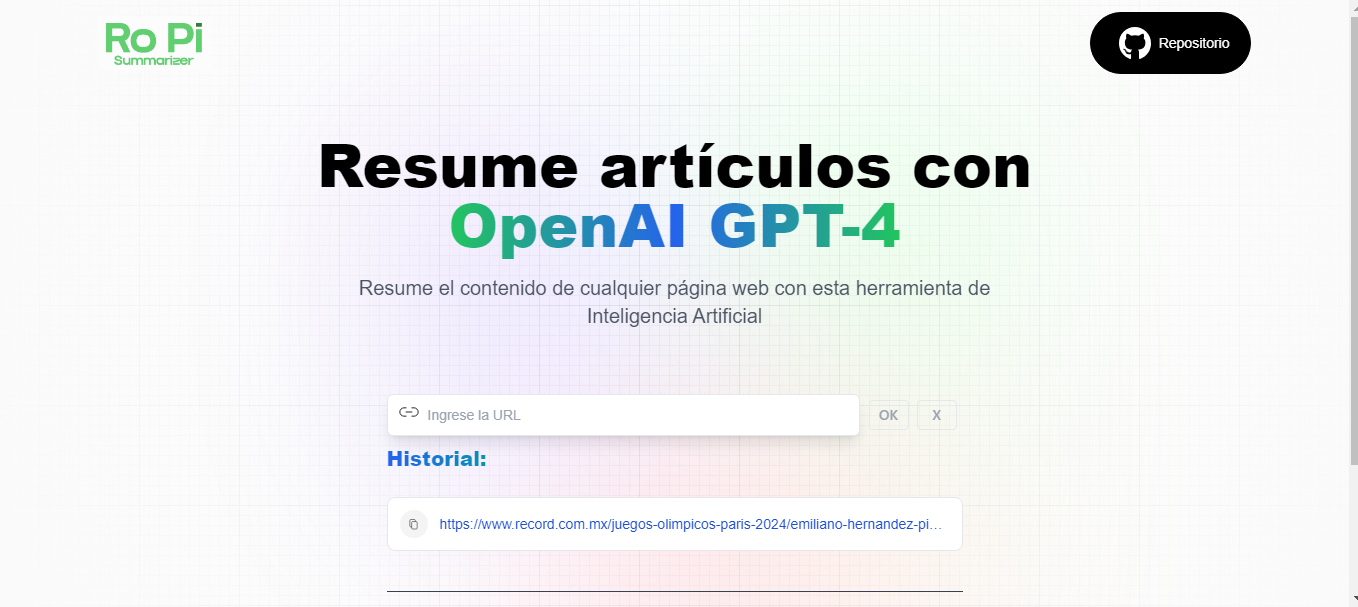 Ro Pi
Summarizer
Repositorio
Resume artículos con
OpenAI GPT-4
Resume el contenido de cualquier página web con esta herramienta de
Inteligencia Artificial
Ingrese la URL
OK
X
Historial:
https://www.record.com.mx/juegos-olimpicos-paris-2024/emiliano-hernandez-pi…